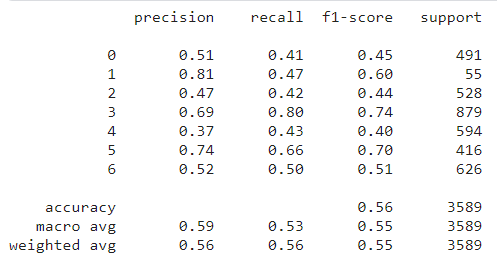 precision recall f1-score support
0 0.51 0.41 0.45 491
1 0.81 0.47 0.60 55
2 0.47 0.42 0.44 528
3 0.69 0.80 0.74 879
4 0.37 0.43 0.40 594
5 0.74 0.66 0.70 416
6 0.52 0.50 0.51 626
accuracy 0.56 3589
macro avg 0.59 0.53 0.55 3589
weighted avg 0.56 0.56 0.55 3589